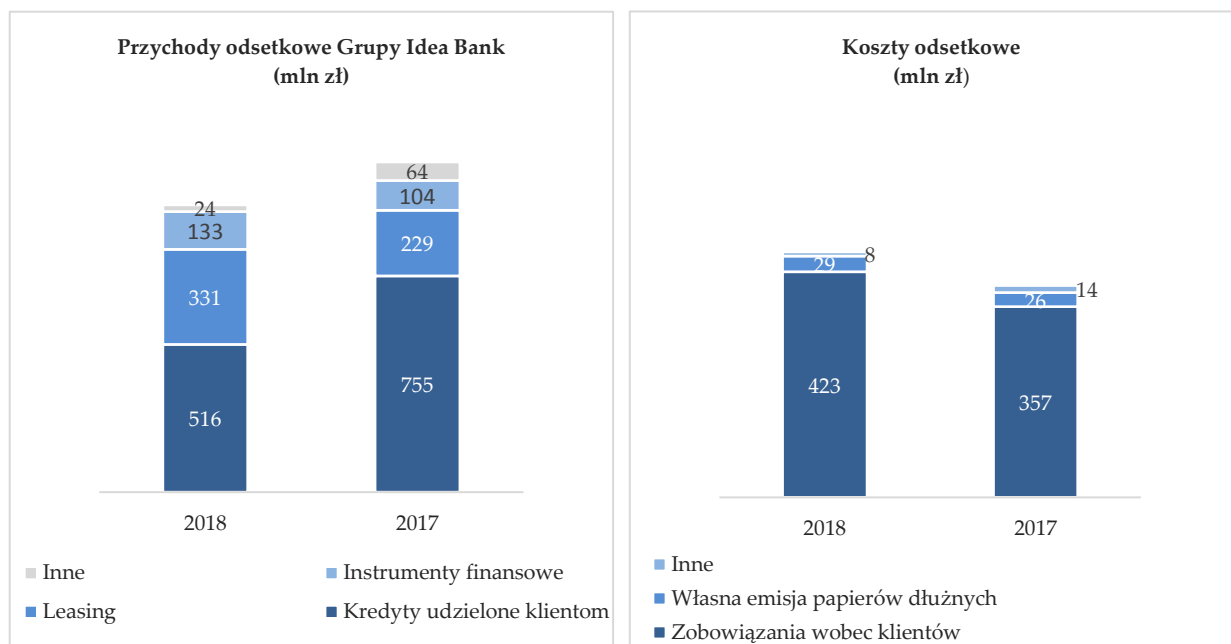 Przychody odsetkowe Grupy Idea Bank
(mln zł)
64
104
229
755
24
133
331
516
2018
2017
Inne
Instrumenty finansowe
Leasing
Kredyty udzielone klientom
Koszty odsetkowe
(mln zł)
8
29
423
14
26
357
2018
2017
Inne
Własna emisja papierów dłużnych
Zobowiązania wobec klientów